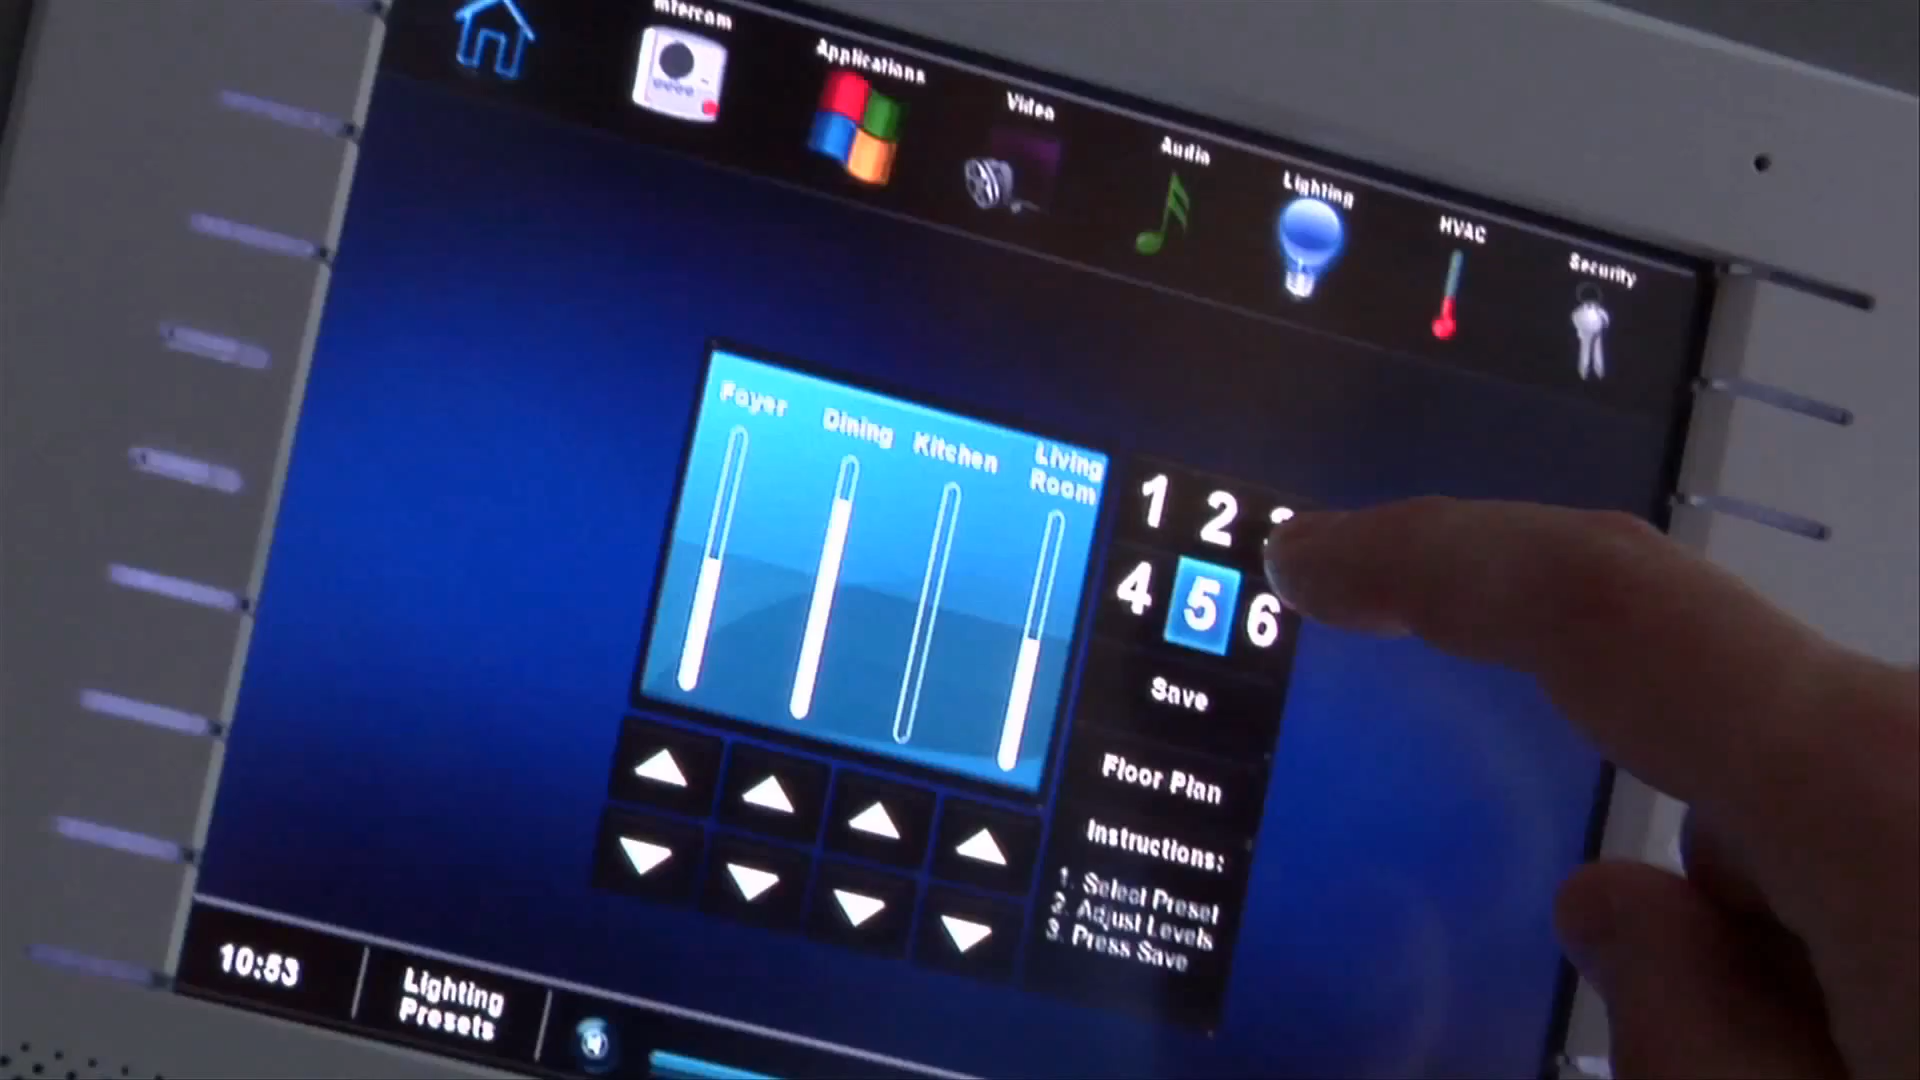 Intercom
Applications
Video
Audio
Lighting
HVAC
Security
Foyer
Dining
Kitchen
Living
Room
1 2 3
4 5 6
Save
Floor Plan
Instructions:
1. Select Preset
2. Adjust Levels
3. Press Save
10:53
Lighting
Presets